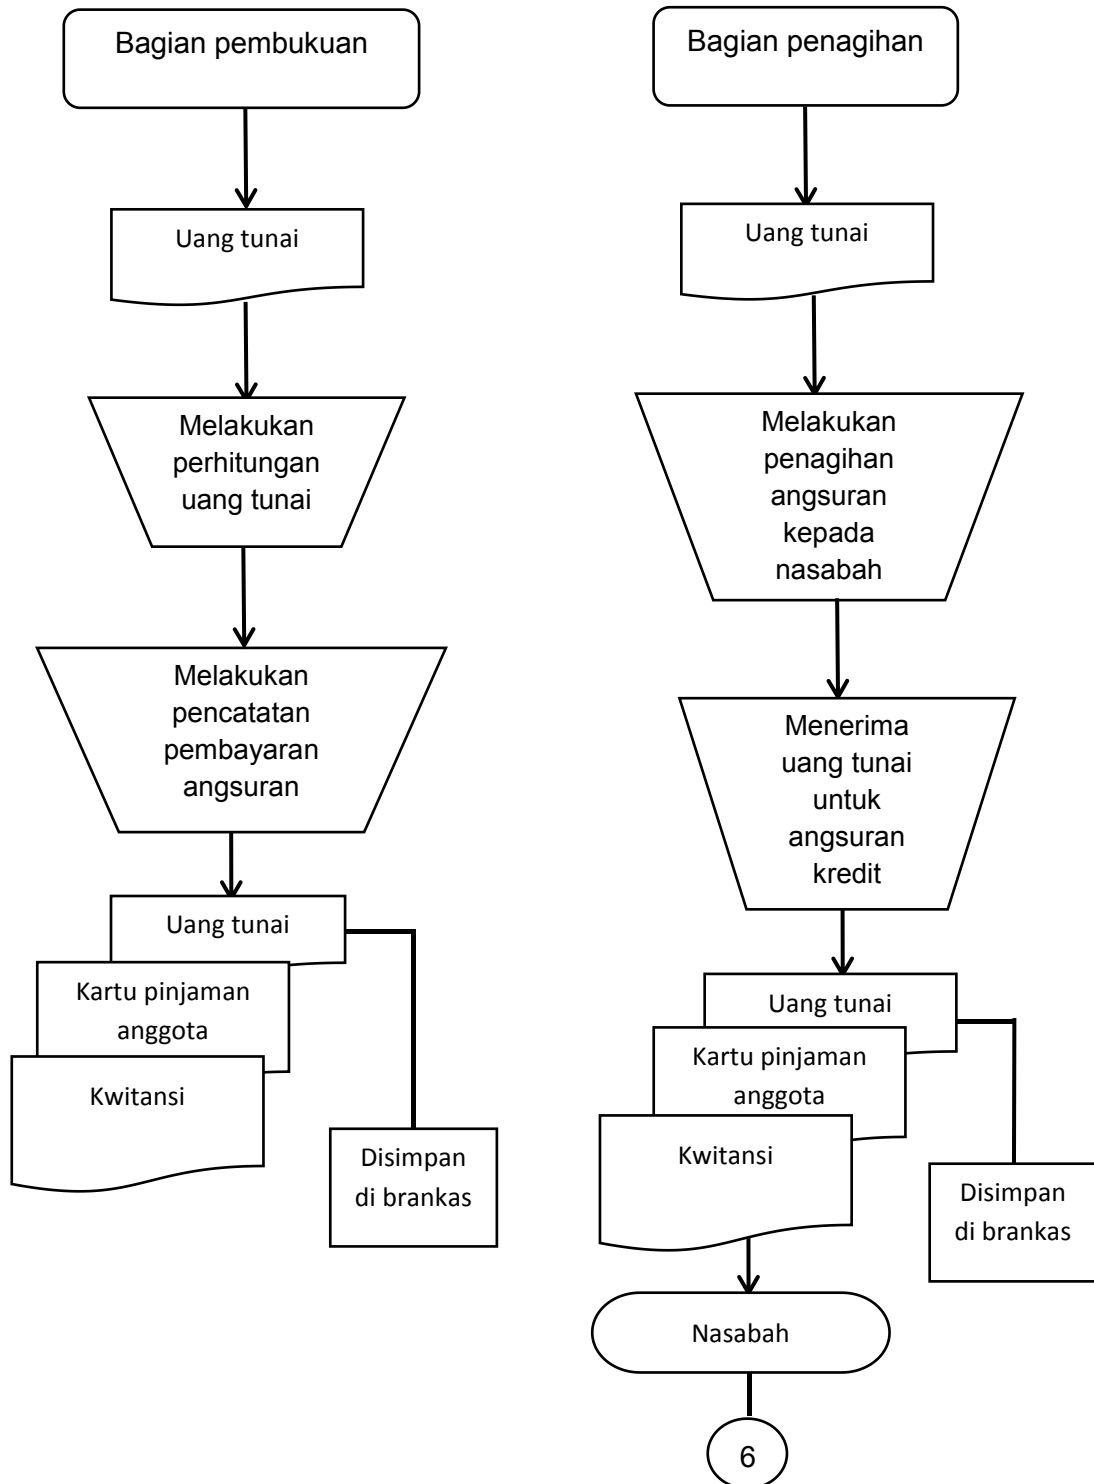 Bagian pembukuan
Uang tunai
Melakukan
perhitungan
uang tunai
Melakukan
pencatatan
pembayaran
angsuran
Uang tunai
Kartu pinjaman
anggota
Kwitansi
Disimpan
di brankas
Bagian penagihan
Uang tunai
Melakukan
penagihan
angsuran
kepada
nasabah
Menerima
uang tunai
untuk
angsuran
kredit
Uang tunai
Kartu pinjaman
anggota
Kwitansi
Disimpan
di brankas
Nasabah
6